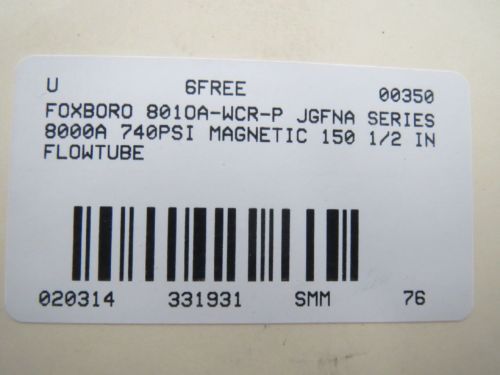 U 6FREE 00350
FOXBORO 8010A-WCR-P JGFNA SERIES
8000A 740PSI MAGNETIC 150 1/2 IN
FLOWTUBE
020314 331931 SMM 76